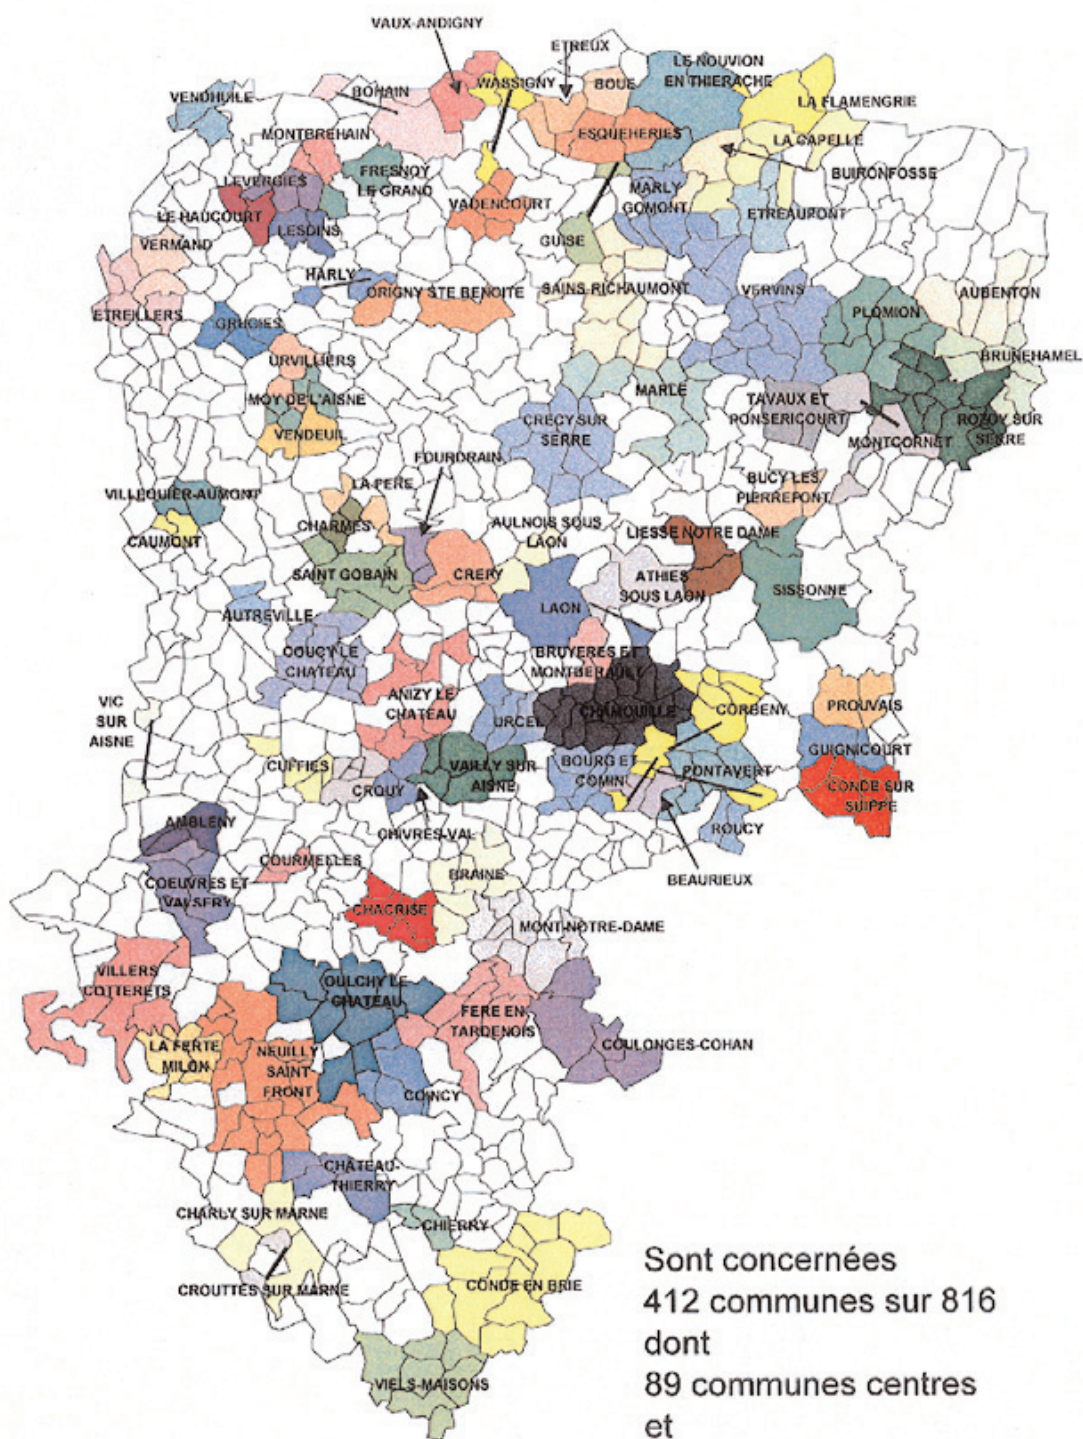 VAUX-ANDIGNY
ETREUX
LE NOUVION
EN THIERACHE
WASSIGNY
BOUE
BOHAIN
VENDHUILE
LA FLAMENGRIE
MONTBREHAIN
ESQUEHERIES
LA CAPELLE
FRESNOY
LE GRAND
BUIRONFOSSE
LEVERGIES
MARLY
GOMONT
VADENCOURT
LE HAUCOURT
ETREAUPONT
LESDINS
VERMAND
GUISE
HARLY
ORIGNY STE BENOITE
SAINS RICHAUMONT
VERVINS
AUBENTON
ETREILLERS
PLOMION
GRUGIES
BRUNEHAMEL
URVILLIERS
MOY DE L'AISNE
MARLE
TAVAUX ET
PONSERICOURT
CRECY SUR
SERRE
ROZOY SUR
SERRE
VENDEUIL
MONTCORNET
FOURDRAIN
LA FERE
BUCY LES
PIERREPONT
VILLEQUIER-AUMONT
CHARMES
AULNOIS SOUS
LAON
LIESSE NOTRE DAME
CAUMONT
SAINT GOBAIN
CREPY
ATHIES
SOUS LAON
SISSONNE
LAON
AUTREVILLE
COUCY LE
CHATEAU
BRUYERES ET
MONTBERAULT
ANIZY LE
CHATEAU
VIC
SUR
AISNE
CHAMOUILLE
CORBENY
PROUVAIS
URCEL
GUIGNICOURT
CUFFIES
VAILLY SUR
AISNE
BOURG ET
COMIN
PONTAVERT
CONDE SUR
SUIPPE
CROUY
AMBLENY
CHIVRES-VAL
ROUCY
COURMELLES
BRAINE
BEAURIEUX
COEUVRES ET
VALSERY
CHACRISE
MONT-NOTRE-DAME
VILLERS
COTTERETS
OULCHY LE
CHATEAU
FERE EN
TARDENOIS
LA FERTE
MILON
NEUILLY
SAINT
FRONT
COULONGES-COHAN
COINCY
CHÂTEAU-
THIERRY
CHARLY SUR MARNE
CHIERRY
CROUTTES SUR MARNE
CONDE EN BRIE
VIELS-MAISONS
Sont concernées
412 communes sur 816
dont
89 communes centres
et